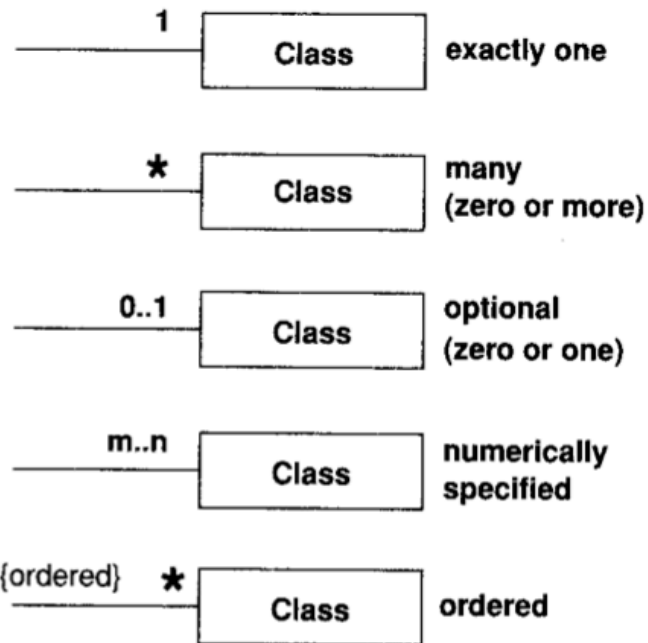 1
Class
exactly one
*
Class
many
(zero or more)
0..1
Class
optional
(zero or one)
m..n
Class
numerically
specified
{ordered} *
Class
ordered